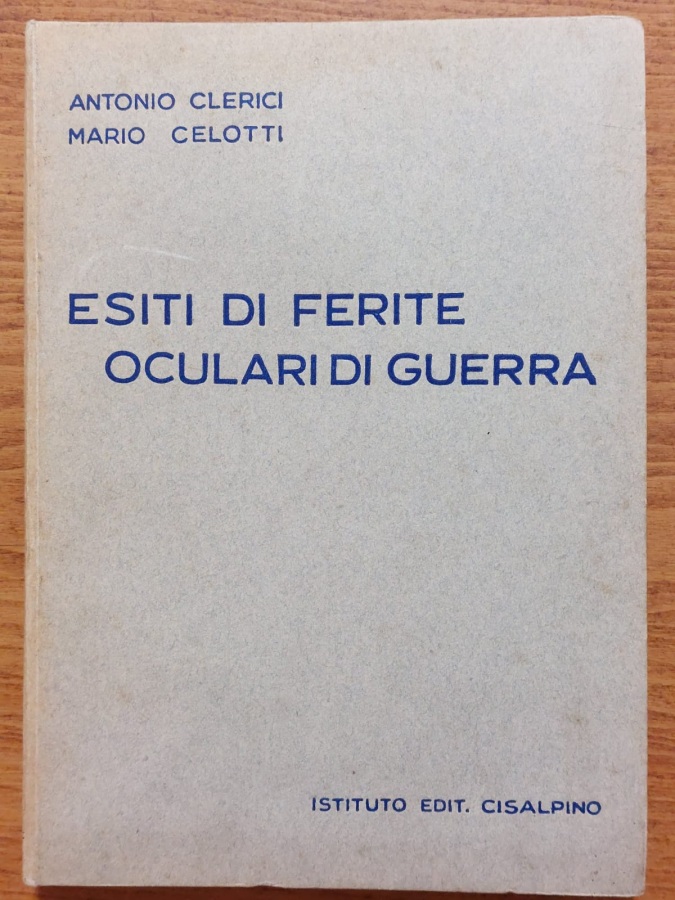 ANTONIO CLERICI
MARIO CELOTTI
ESITI DI FERITE
OCULARI DI GUERRA
ISTITUTO EDIT. CISALPINO